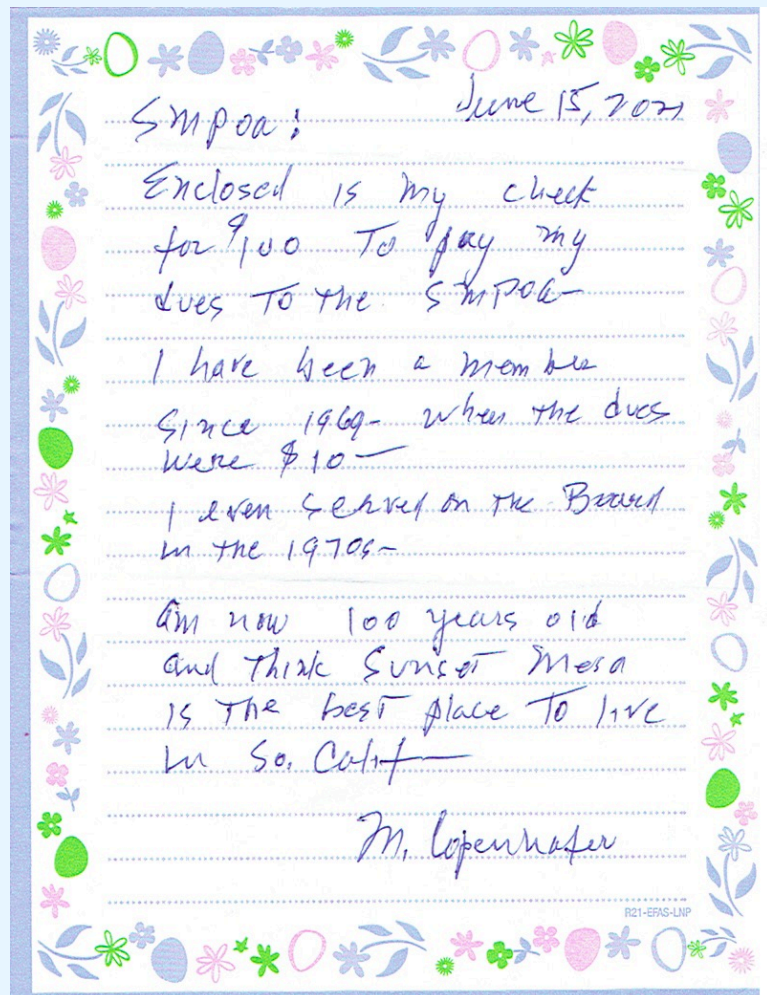 June 15, 2021
SMPOA:
Enclosed is my check
for $100 To pay my
dues To the SMPOA-
I have been a member
since 1969- when the dues
were $10-
I even served on the Board
in the 1970s-
am now 100 years old
and think Sunset Mesa
is the best place To live
in So. Calif-
M. Copenhafer
R21-EFAS-LNP